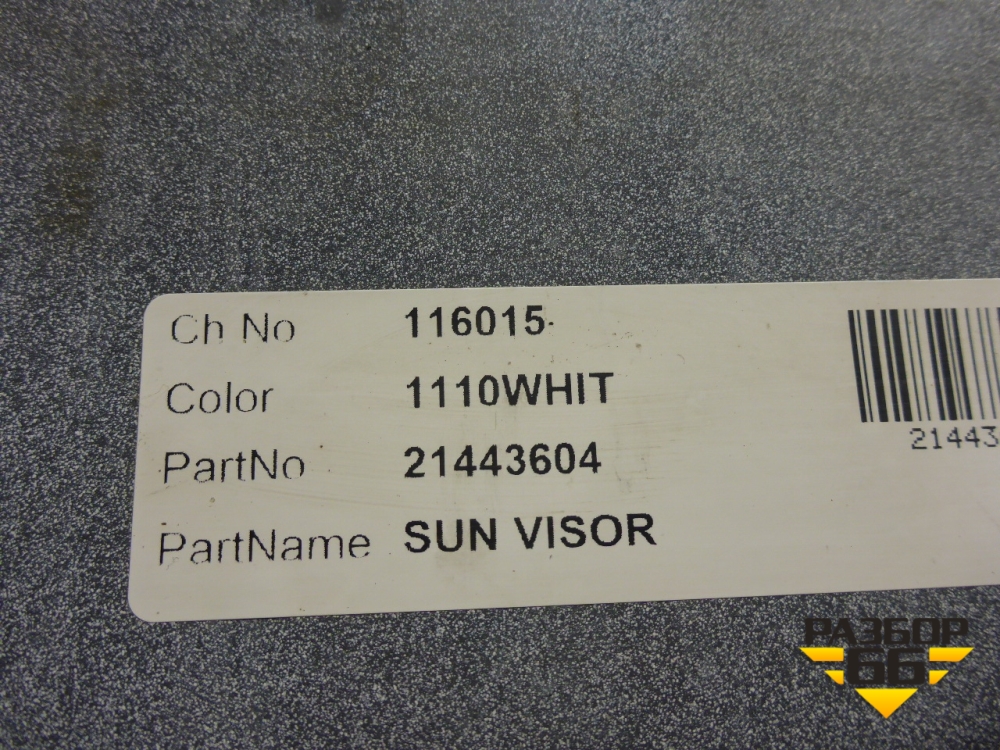 Ch No 116015
Color 1110WHIT
PartNo 21443604
PartName SUN VISOR
21443
РАЗБОР
66